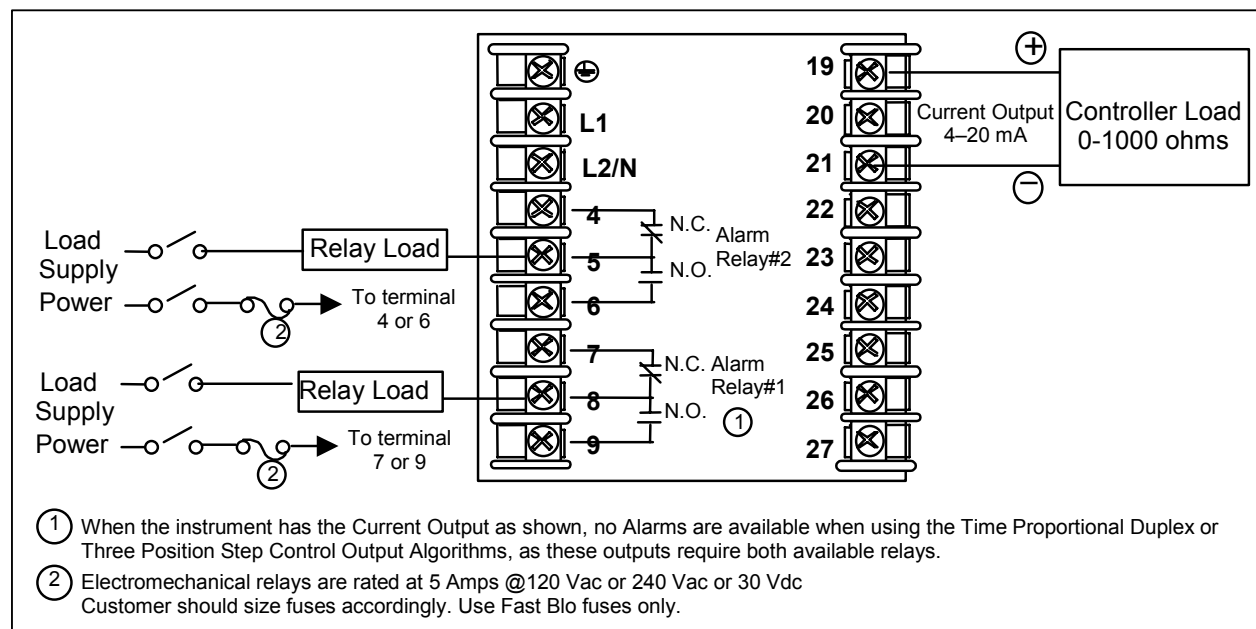 L1
L2/N
4
5
6
7
8
9
N.C.
Alarm
Relay#2
N.O.
N.C. Alarm
Relay#1
N.O.
1
19
20
21
22
23
24
25
26
27
+
Current Output
4–20 mA
−
Controller Load
0-1000 ohms
Load
Supply
Power
Relay Load
2
To terminal
4 or 6
Load
Supply
Power
Relay Load
2
To terminal
7 or 9
1 When the instrument has the Current Output as shown, no Alarms are available when using the Time Proportional Duplex or
Three Position Step Control Output Algorithms, as these outputs require both available relays.
2 Electromechanical relays are rated at 5 Amps @120 Vac or 240 Vac or 30 Vdc
Customer should size fuses accordingly. Use Fast Blo fuses only.